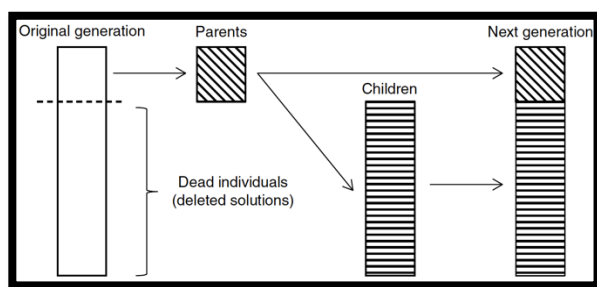 Original generation
Parents
Next generation
Children
Dead individuals
(deleted solutions)